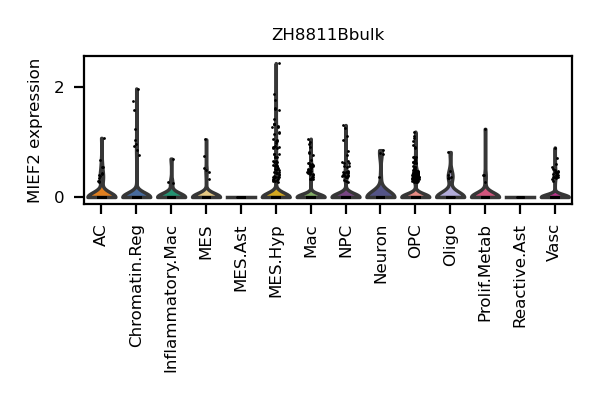 ZH8811Bbulk
MIEF2 expression
2
0
AC
Chromatin.Reg
Inflammatory.Mac
MES
MES.Ast
MES.Hyp
Mac
NPC
Neuron
OPC
Oligo
Prolif.Metab
Reactive.Ast
Vasc